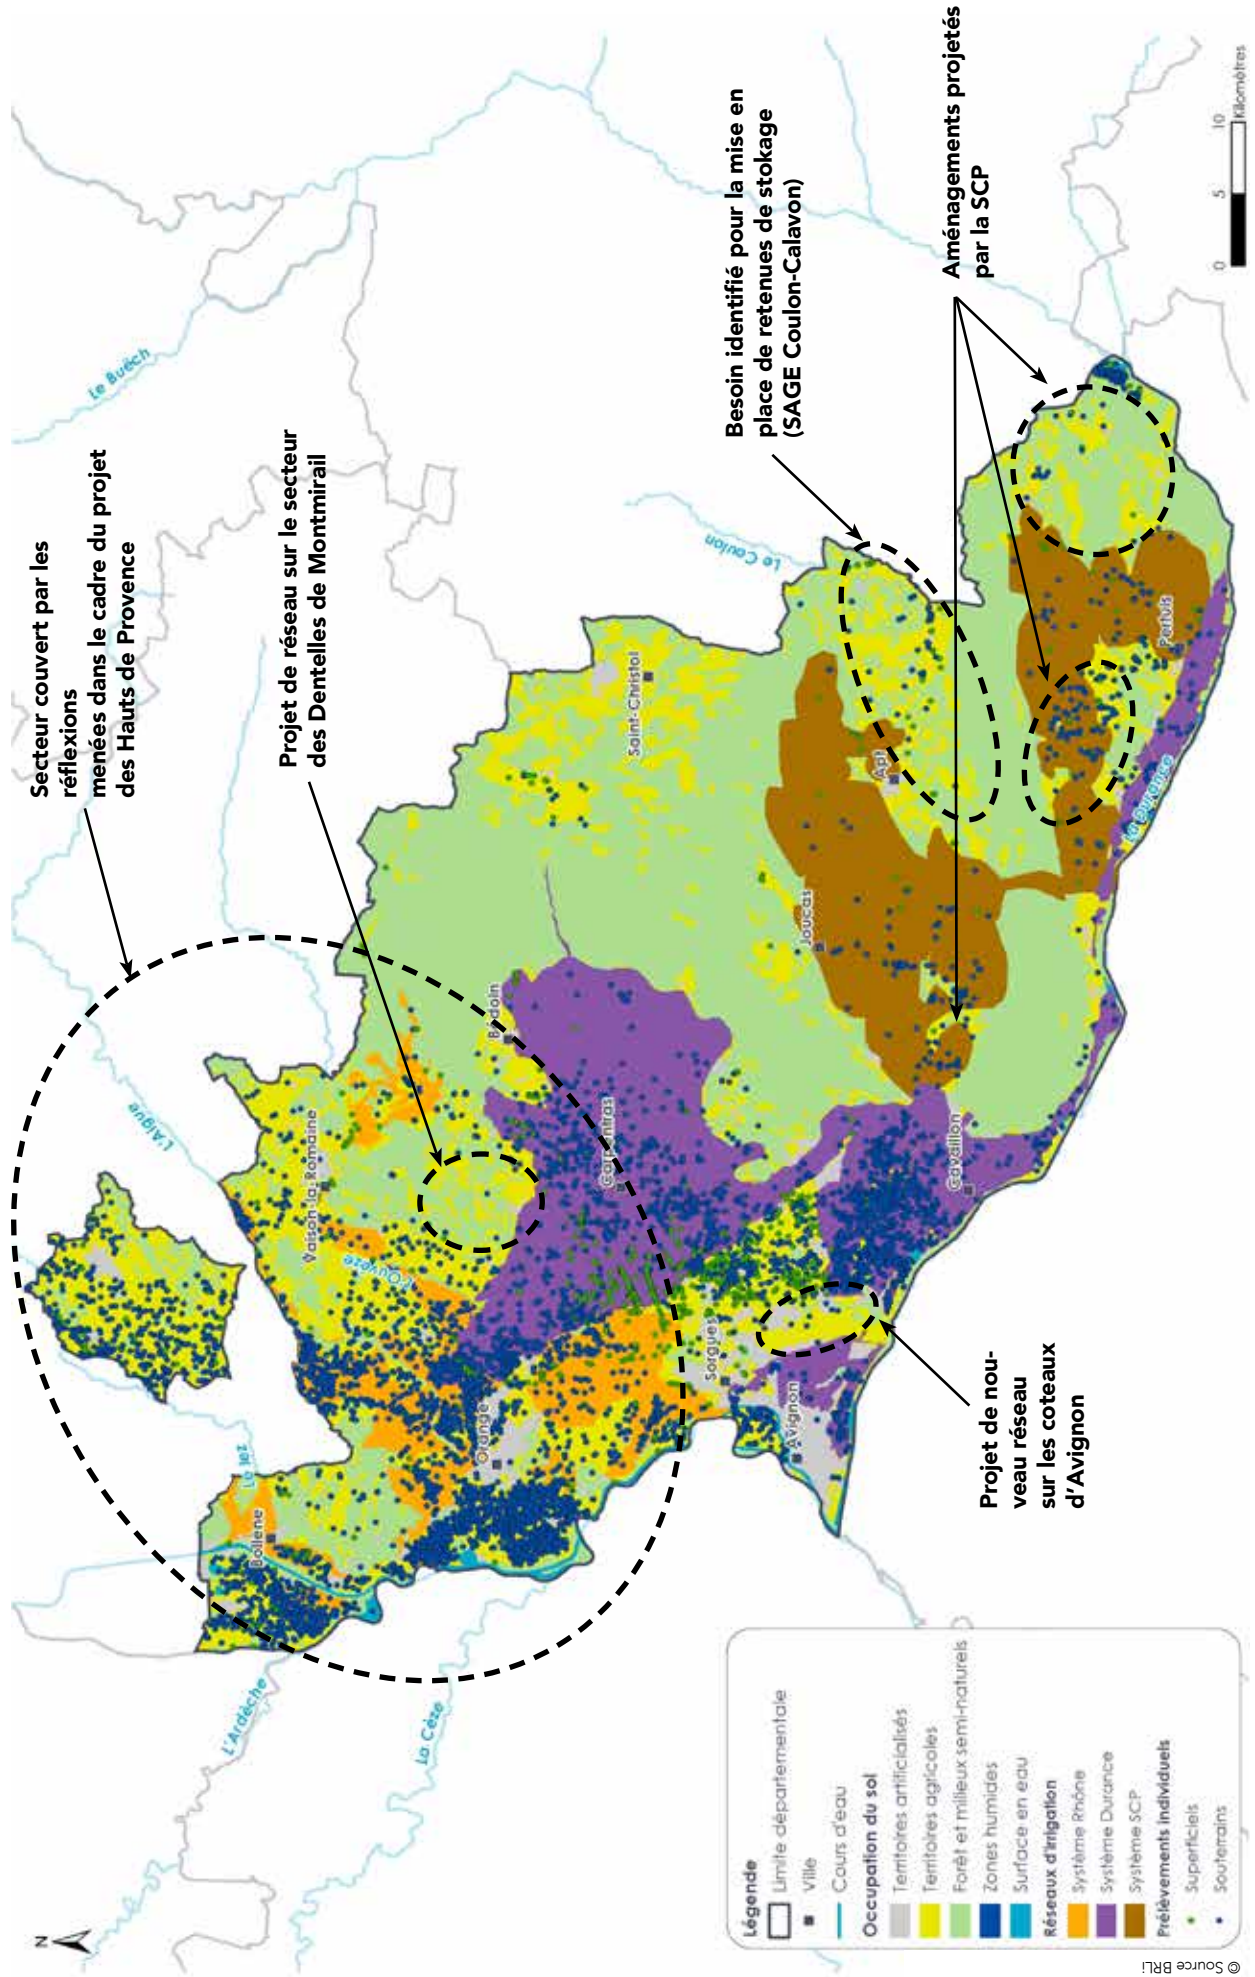 Secteur couvert par les
réflexions
menées dans le cadre du projet
des Hauts de Provence
Projet de réseau sur le secteur
des Dentelles de Montmirail
Besoin identifié pour la mise en
place de retenues de stokage
(SAGE Coulon-Calavon)
Aménagements projetés
par la SCP
Projet de nou-
veau réseau
sur les coteaux
d'Avignon
N
Le Buëch
L'Aigue
Le lez
L'Ardèche
La Cèze
L'Ouvèze
Le Coulon
La Durance
Bollène
Vaison-la-Romaine
Orange
Bédoin
Carpentras
Saint-Christol
Sorgues
Avignon
Joucas
Apt
Cavaillon
Pertuis
Légende
Limite départementale
Ville
Cours d'eau
Occupation du sol
Territoires artificialisés
Territoires agricoles
Forêt et milieux semi-naturels
Zones humides
Surface en eau
Réseaux d'irrigation
Système Rhône
Système Durance
Système SCP
Prélèvements individuels
Superficiels
Souterrains
0 5 10
Kilomètres
© Source BRLi